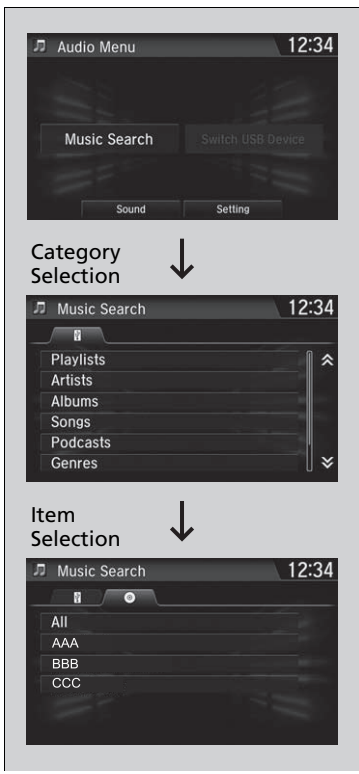 Audio Menu 12:34
Music Search Switch USB Device
Sound Setting
Category
Selection
Music Search 12:34
Playlists
Artists
Albums
Songs
Podcasts
Genres
Item
Selection
Music Search 12:34
All
AAA
BBB
CCC